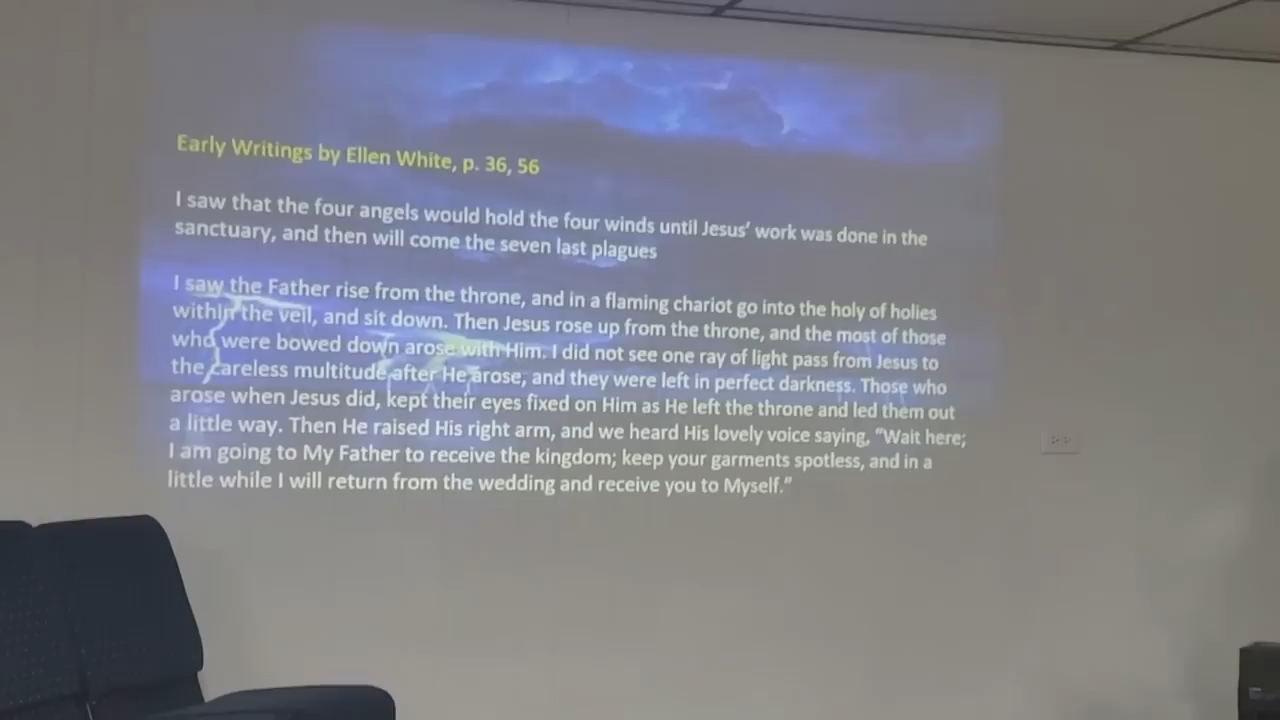 Early Writings by Ellen White, p. 36, 56
I saw that the four angels would hold the four winds until Jesus' work was done in the
sanctuary, and then will come the seven last plagues
I saw the Father rise from the throne, and in a flaming chariot go into the holy of holies
within the veil, and sit down. Then Jesus rose up from the throne, and the most of those
who were bowed down arose with Him. I did not see one ray of light pass from Jesus to
the careless multitude after He arose, and they were left in perfect darkness. Those who
arose when Jesus did, kept their eyes fixed on Him as He left the throne and led them out
a little way. Then He raised His right arm, and we heard His lovely voice saying, “Wait here;
I am going to My Father to receive the kingdom; keep your garments spotless, and in a
little while I will return from the wedding and receive you to Myself.”